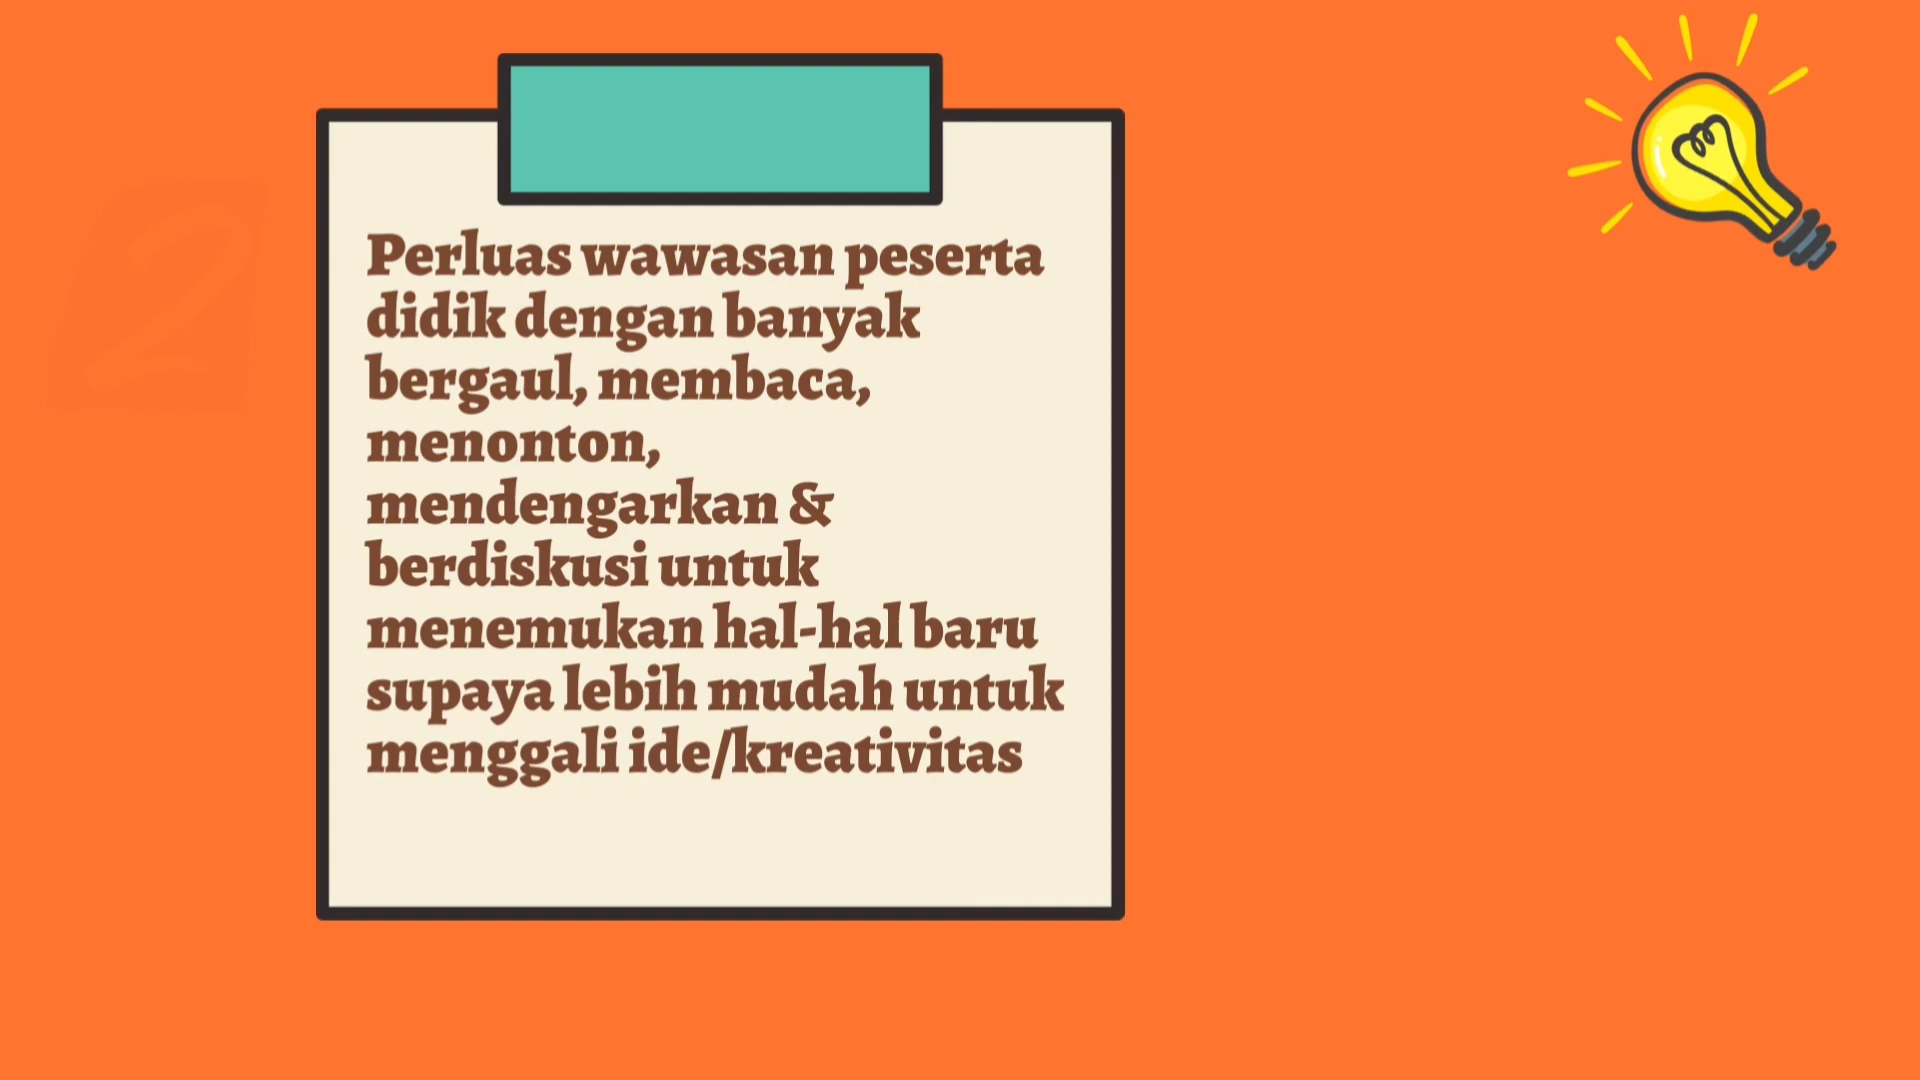 2
Perluas wawasan peserta
didik dengan banyak
bergaul, membaca,
menonton,
mendengarkan &
berdiskusi untuk
menemukan hal-hal baru
supaya lebih mudah untuk
menggali ide/kreativitas